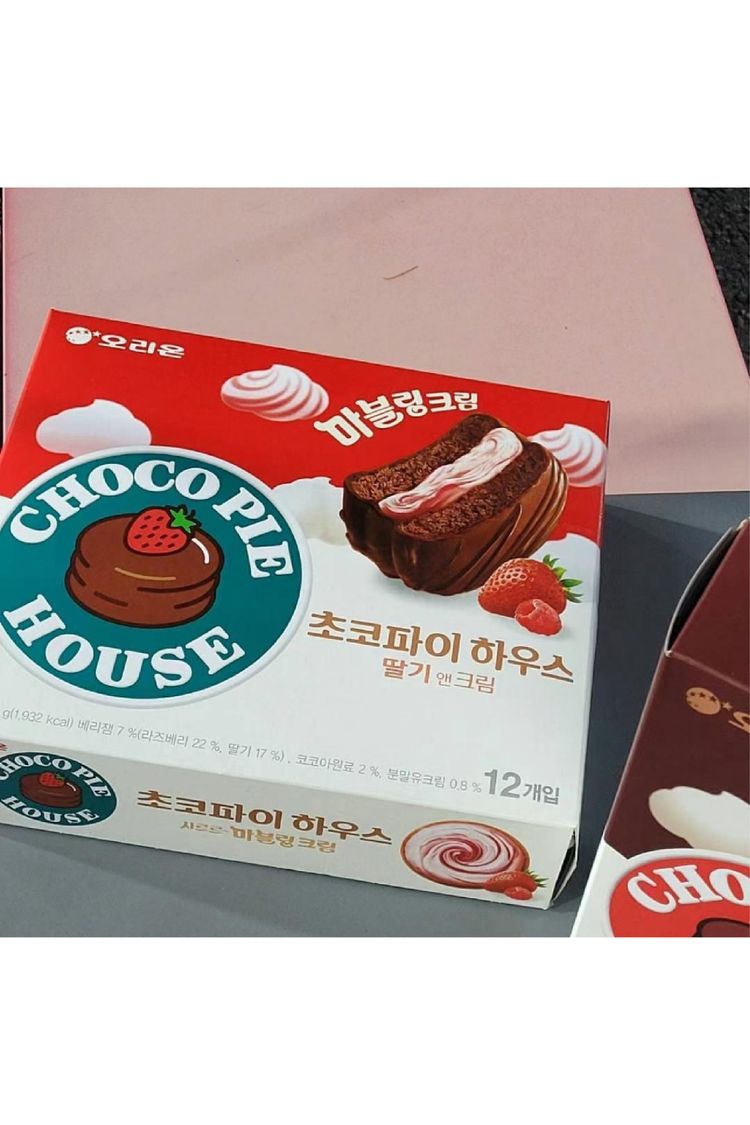 오리온
마블링크림
CHOCO PIE
HOUSE
초코파이 하우스
딸기 앤 크림
g(1,932 kcal) 베리잼 7 %(라즈베리 22 %, 딸기 17 %), 코코아원료 2 %, 분말유크림 0.8 %
12개입
CHOCO PIE
HOUSE
초코파이 하우스
마블링크림
CHO